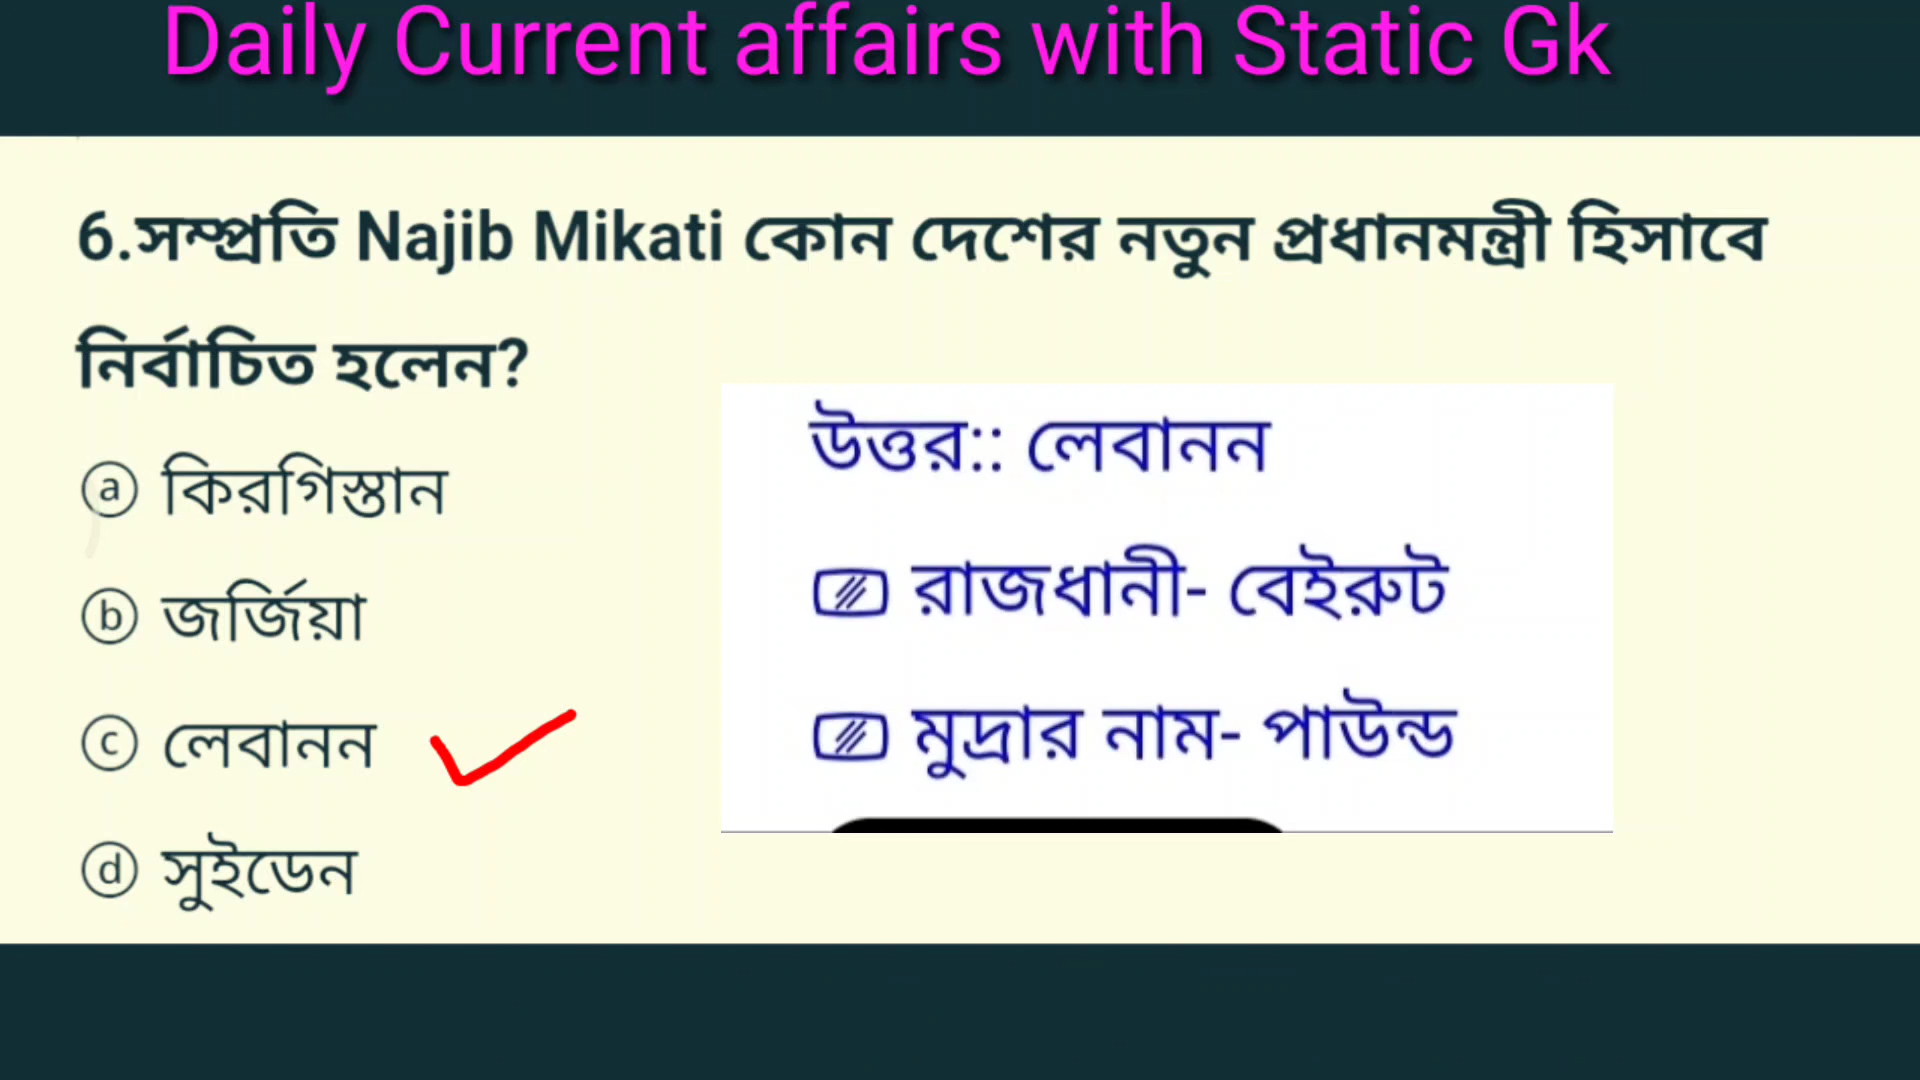 Daily Current affairs with Static Gk
6.সম্প্রতি Najib Mikati কোন দেশের নতুন প্রধানমন্ত্রী হিসাবে
নির্বাচিত হলেন?
ⓐ কিরগিস্তান
ⓑ জর্জিয়া
ⓒ লেবানন
ⓓ সুইডেন
উত্তর:: লেবানন
রাজধানী- বেইরুট
মুদ্রার নাম- পাউন্ড